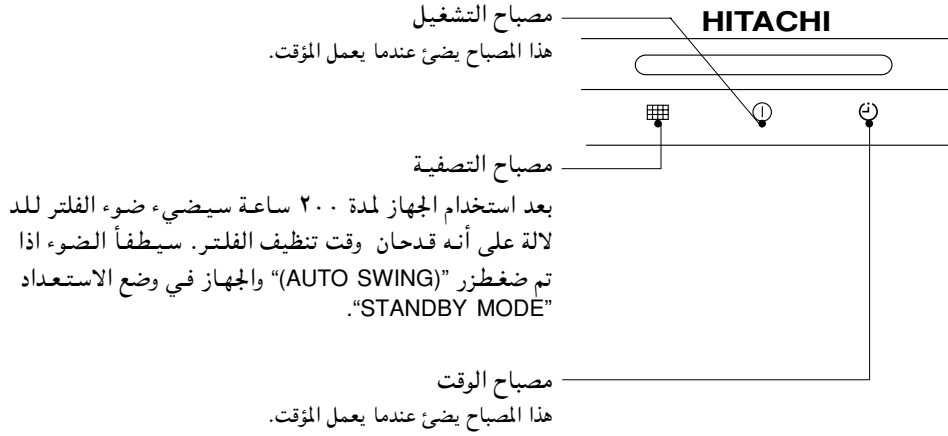 HITACHI
مصباح التشغيل
هذا المصباح يضئ عندما يعمل المؤقت.
مصباح التصفية
بعد استخدام الجهاز لمدة ٢٠٠ ساعة سيضيء ضوء الفلتر للد
لالة على أنه قدحان وقت تنظيف الفلتر. سيطفأ الضوء اذا
تم ضغطزر "(AUTO SWING)" والجهاز في وضع الاستعداد
"STANDBY MODE".
مصباح الوقت
هذا المصباح يضئ عندما يعمل المؤقت.